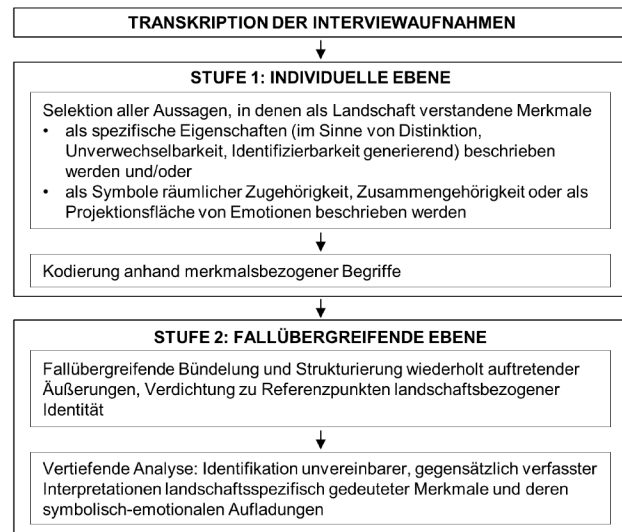 TRANSKRIPTION DER INTERVIEWAUFNAHMEN
STUFE 1: INDIVIDUELLE EBENE
Selektion aller Aussagen, in denen als Landschaft verstandene Merkmale
• als spezifische Eigenschaften (im Sinne von Distinktion,
Unverwechselbarkeit, Identifizierbarkeit generierend) beschrieben
werden und/oder
• als Symbole räumlicher Zugehörigkeit, Zusammengehörigkeit oder als
Projektionsfläche von Emotionen beschrieben werden
Kodierung anhand merkmalsbezogener Begriffe
STUFE 2: FALLÜBERGREIFENDE EBENE
Fallübergreifende Bündelung und Strukturierung wiederholt auftretender
Äußerungen, Verdichtung zu Referenzpunkten landschaftsbezogener
Identität
Vertiefende Analyse: Identifikation unvereinbarer, gegensätzlich verfasster
Interpretationen landschaftsspezifisch gedeuteter Merkmale und deren
symbolisch-emotionalen Aufladungen